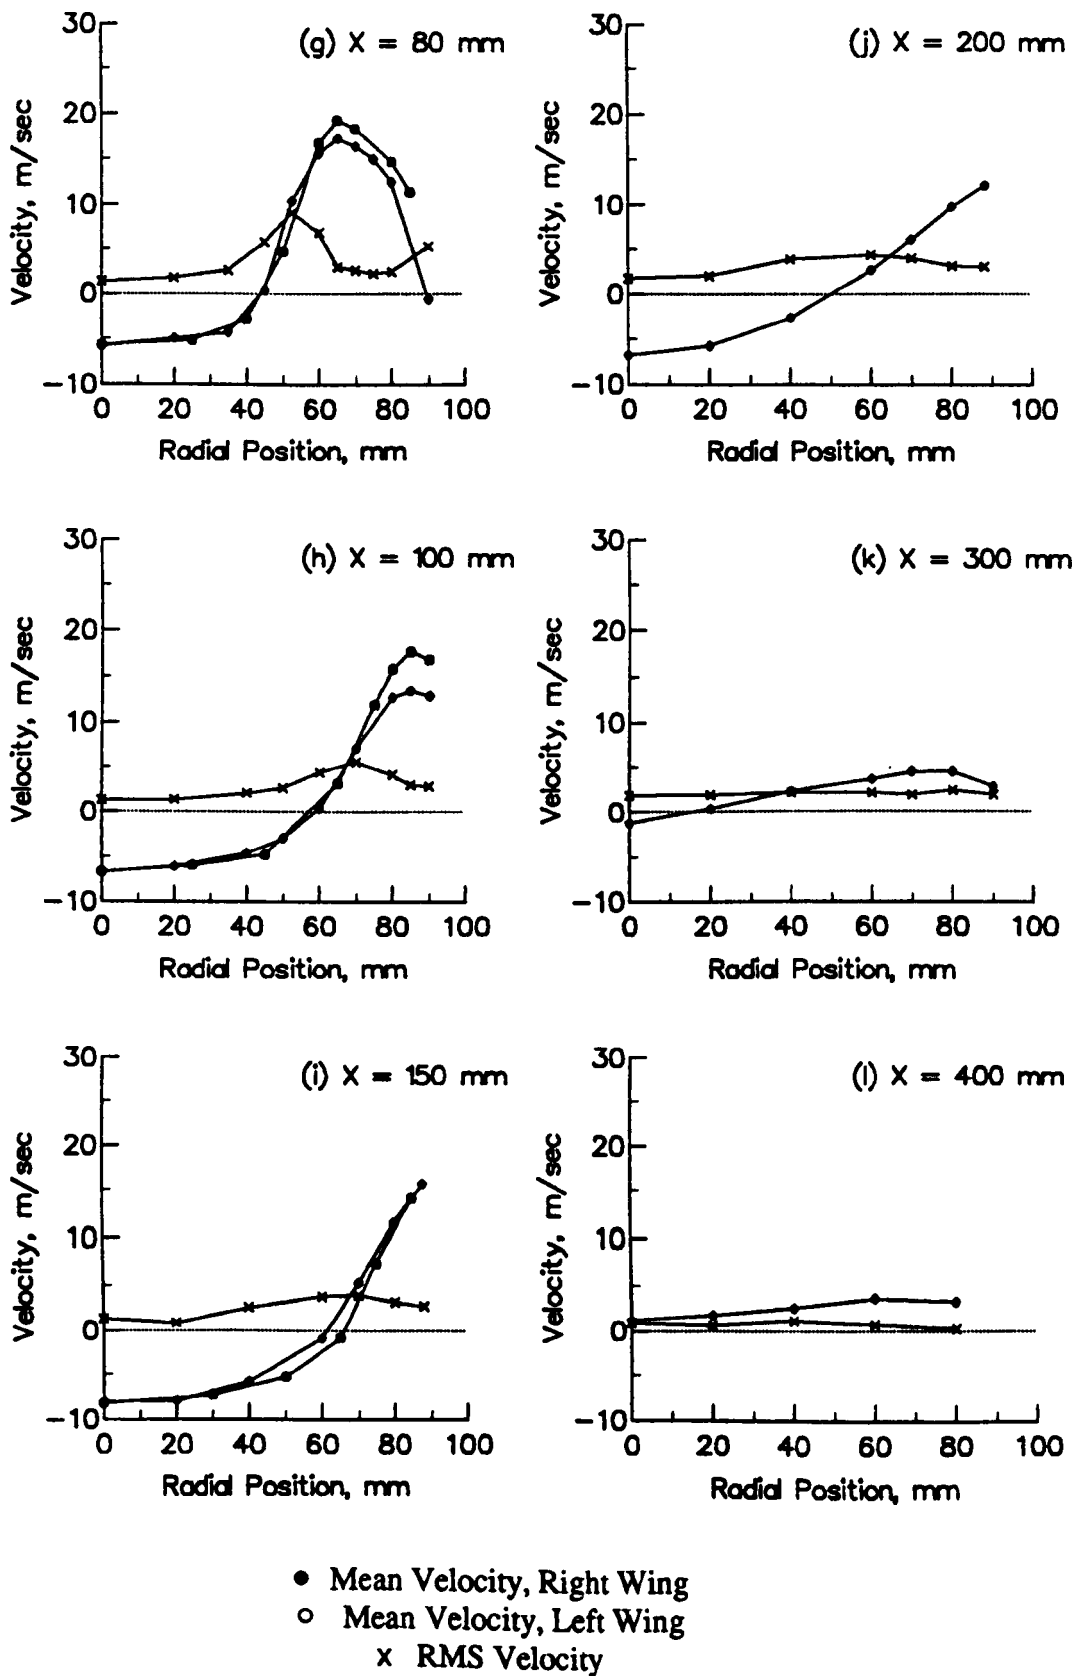 (g) X = 80 mm
Velocity, m/sec
30
20
10
0
−10
0 20 40 60 80 100
Radial Position, mm
(j) X = 200 mm
Velocity, m/sec
30
20
10
0
−10
0 20 40 60 80 100
Radial Position, mm
(h) X = 100 mm
Velocity, m/sec
30
20
10
0
−10
0 20 40 60 80 100
Radial Position, mm
(k) X = 300 mm
Velocity, m/sec
30
20
10
0
−10
0 20 40 60 80 100
Radial Position, mm
(i) X = 150 mm
Velocity, m/sec
30
20
10
0
−10
0 20 40 60 80 100
Radial Position, mm
(l) X = 400 mm
Velocity, m/sec
30
20
10
0
−10
0 20 40 60 80 100
Radial Position, mm
Mean Velocity, Right Wing
Mean Velocity, Left Wing
x RMS Velocity